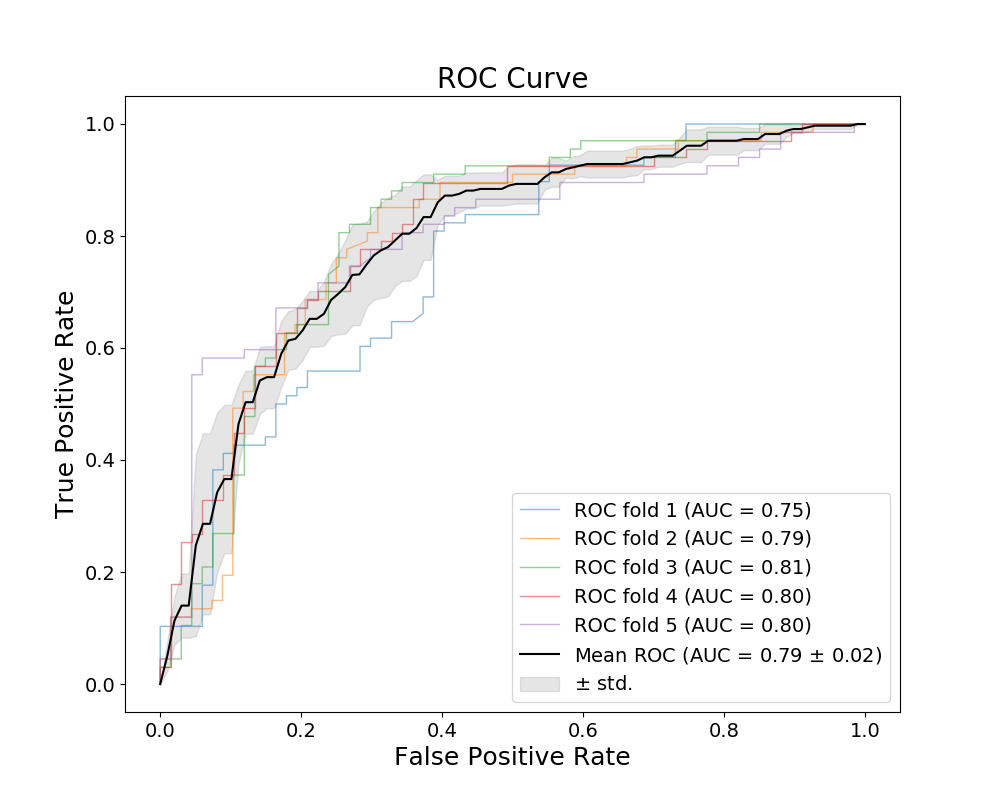 ROC Curve
True Positive Rate
1.0
0.8
0.6
0.4
0.2
0.0
ROC fold 1 (AUC = 0.75)
ROC fold 2 (AUC = 0.79)
ROC fold 3 (AUC = 0.81)
ROC fold 4 (AUC = 0.80)
ROC fold 5 (AUC = 0.80)
Mean ROC (AUC = 0.79 ± 0.02)
± std.
0.0 0.2 0.4 0.6 0.8 1.0
False Positive Rate